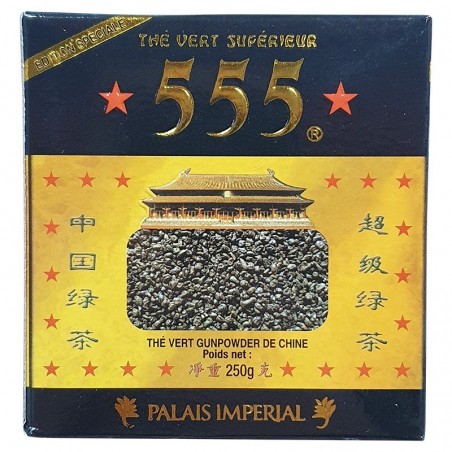 EDITION SPECIALE
THÉ VERT SUPÉRIEUR
555®
中国绿茶
超级绿茶
THÉ VERT GUNPOWDER DE CHINE
Poids net :
净重 250g 克
PALAIS IMPERIAL